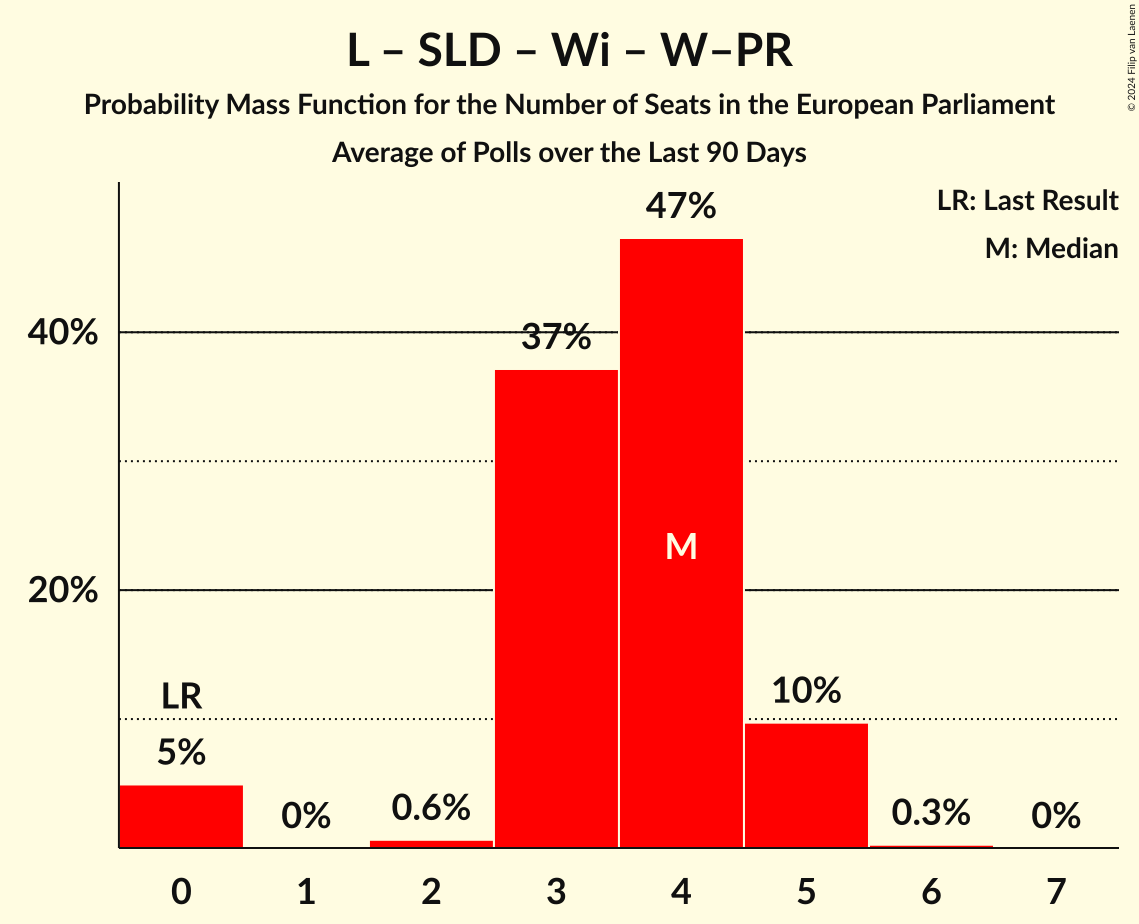 L – SLD – Wi – W–PR
Probability Mass Function for the Number of Seats in the European Parliament
Average of Polls over the Last 90 Days
© 2024 Filip van Laenen
LR: Last Result
M: Median
47%
40%
37%
M
20%
LR
10%
5%
0%
0.6%
0.3%
0%
0 1 2 3 4 5 6 7